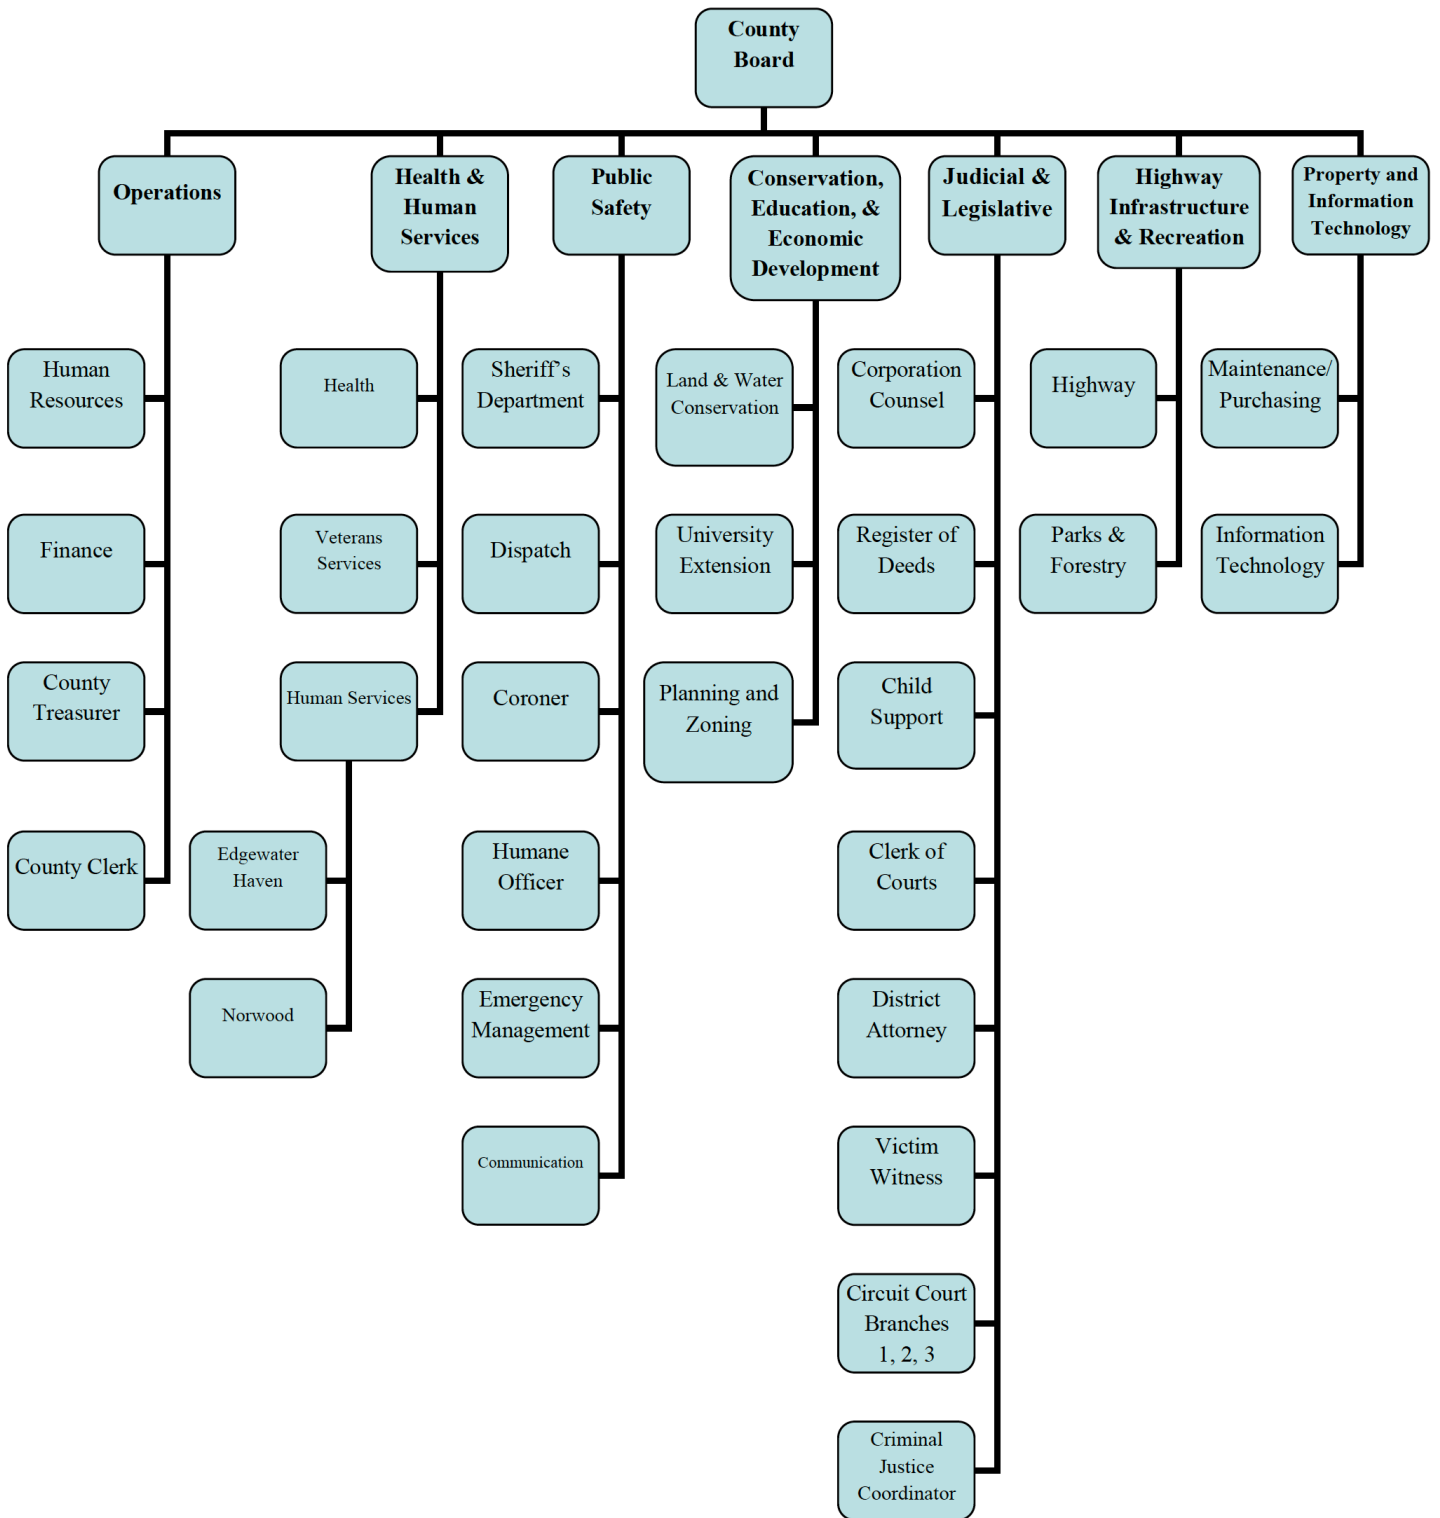 County
Board
Operations
Health &
Human
Services
Public
Safety
Conservation,
Education, &
Economic
Development
Judicial &
Legislative
Highway
Infrastructure
& Recreation
Property and
Information
Technology
Human
Resources
Health
Sheriff's
Department
Land & Water
Conservation
Corporation
Counsel
Highway
Maintenance/
Purchasing
Finance
Veterans
Services
Dispatch
University
Extension
Register of
Deeds
Parks &
Forestry
Information
Technology
County
Treasurer
Human Services
Coroner
Planning and
Zoning
Child
Support
County Clerk
Edgewater
Haven
Humane
Officer
Clerk of
Courts
Norwood
Emergency
Management
District
Attorney
Communication
Victim
Witness
Circuit Court
Branches
1, 2, 3
Criminal
Justice
Coordinator